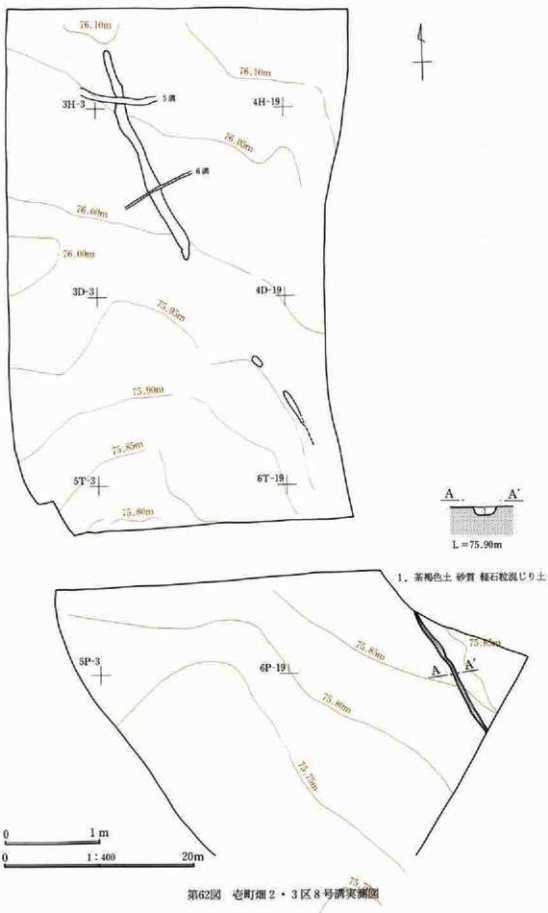 76.10m
76.10m
5溝
3H-3
4H-19
76.05m
6溝
76.00m
76.00m
3D-3
4D-19
75.95m
75.90m
75.85m
5T-3
6T-19
75.80m
A A'
L=75.90m
1. 茶褐色土 砂質 軽石粒混じり土
75.85m
75.85m
5P-3
6P-19
A A'
75.80m
75.75m
0 1m
0 1:400 20m
第62図 壱町畑2・3区8号溝実測図